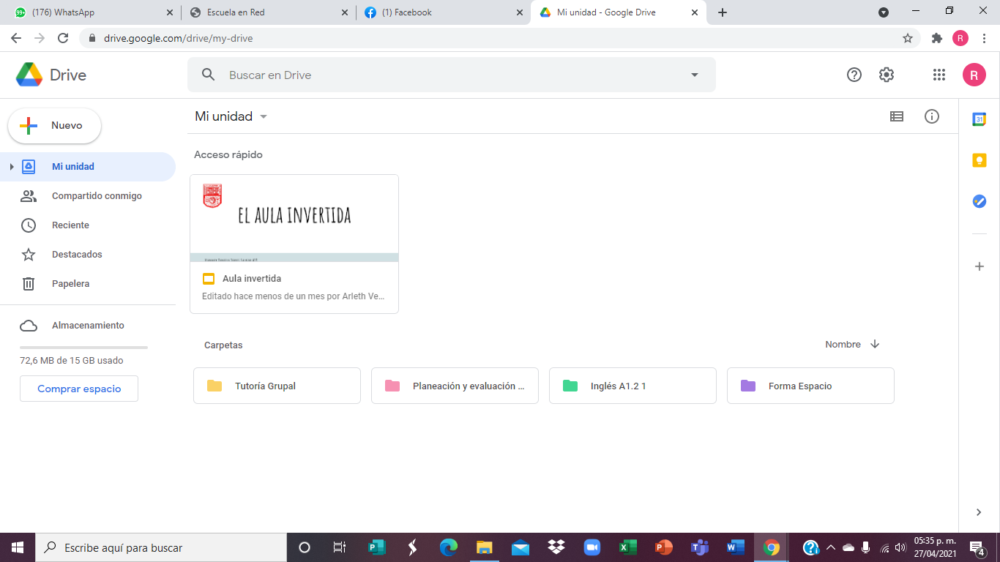 99+
(176) WhatsApp
Escuela en Red
(1) Facebook
Mi unidad - Google Drive
drive.google.com/drive/my-drive
R
Drive
Buscar en Drive
R
Nuevo
Mi unidad
Compartido conmigo
Reciente
Destacados
Papelera
Almacenamiento
72,6 MB de 15 GB usado
Comprar espacio
Mi unidad
Acceso rápido
EL AULA INVERTIDA
Aula invertida
Editado hace menos de un mes por Arleth Ve...
Carpetas
Nombre
Tutoría Grupal
Planeación y evaluación ...
Inglés A1.2 1
Forma Espacio
31
Escribe aquí para buscar
05:35 p. m.
27/04/2021
4